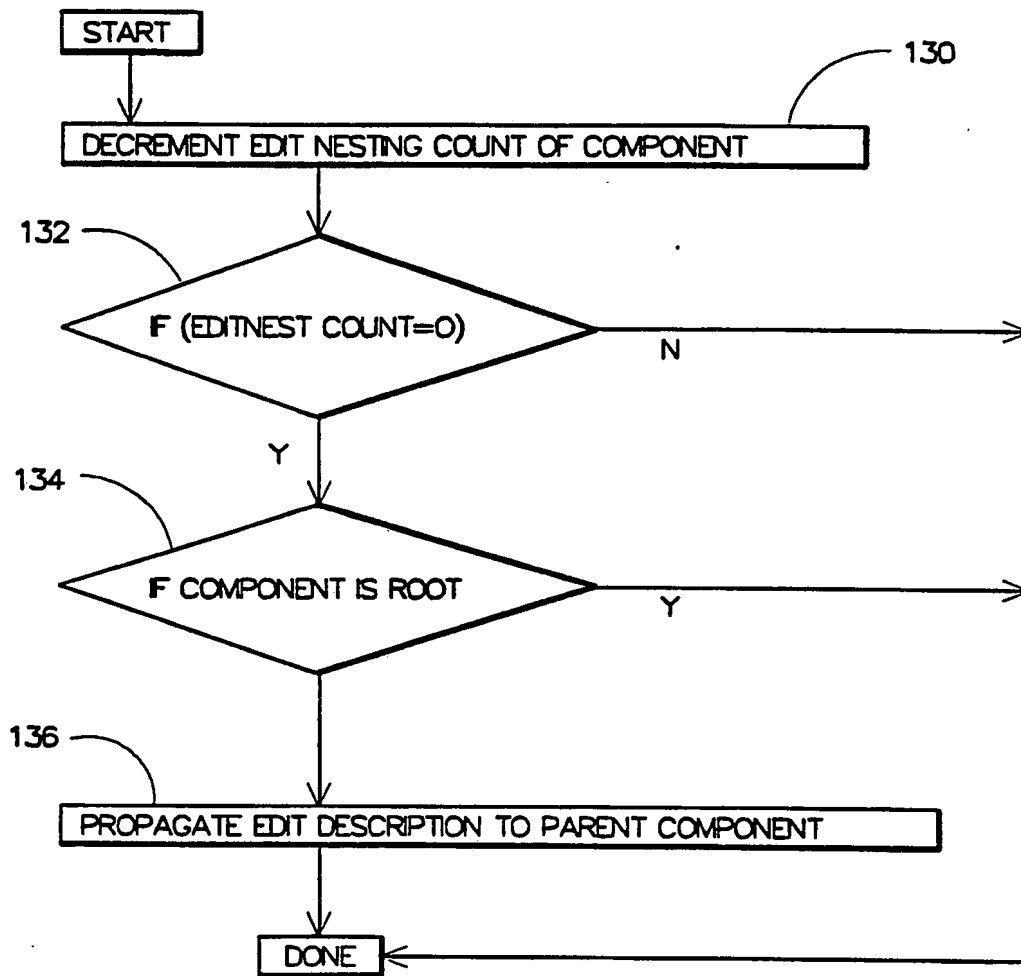 START
130
DECREMENT EDIT NESTING COUNT OF COMPONENT
132
IF (EDITNEST COUNT=0)
N
Y
134
IF COMPONENT IS ROOT
Y
136
PROPAGATE EDIT DESCRIPTION TO PARENT COMPONENT
DONE